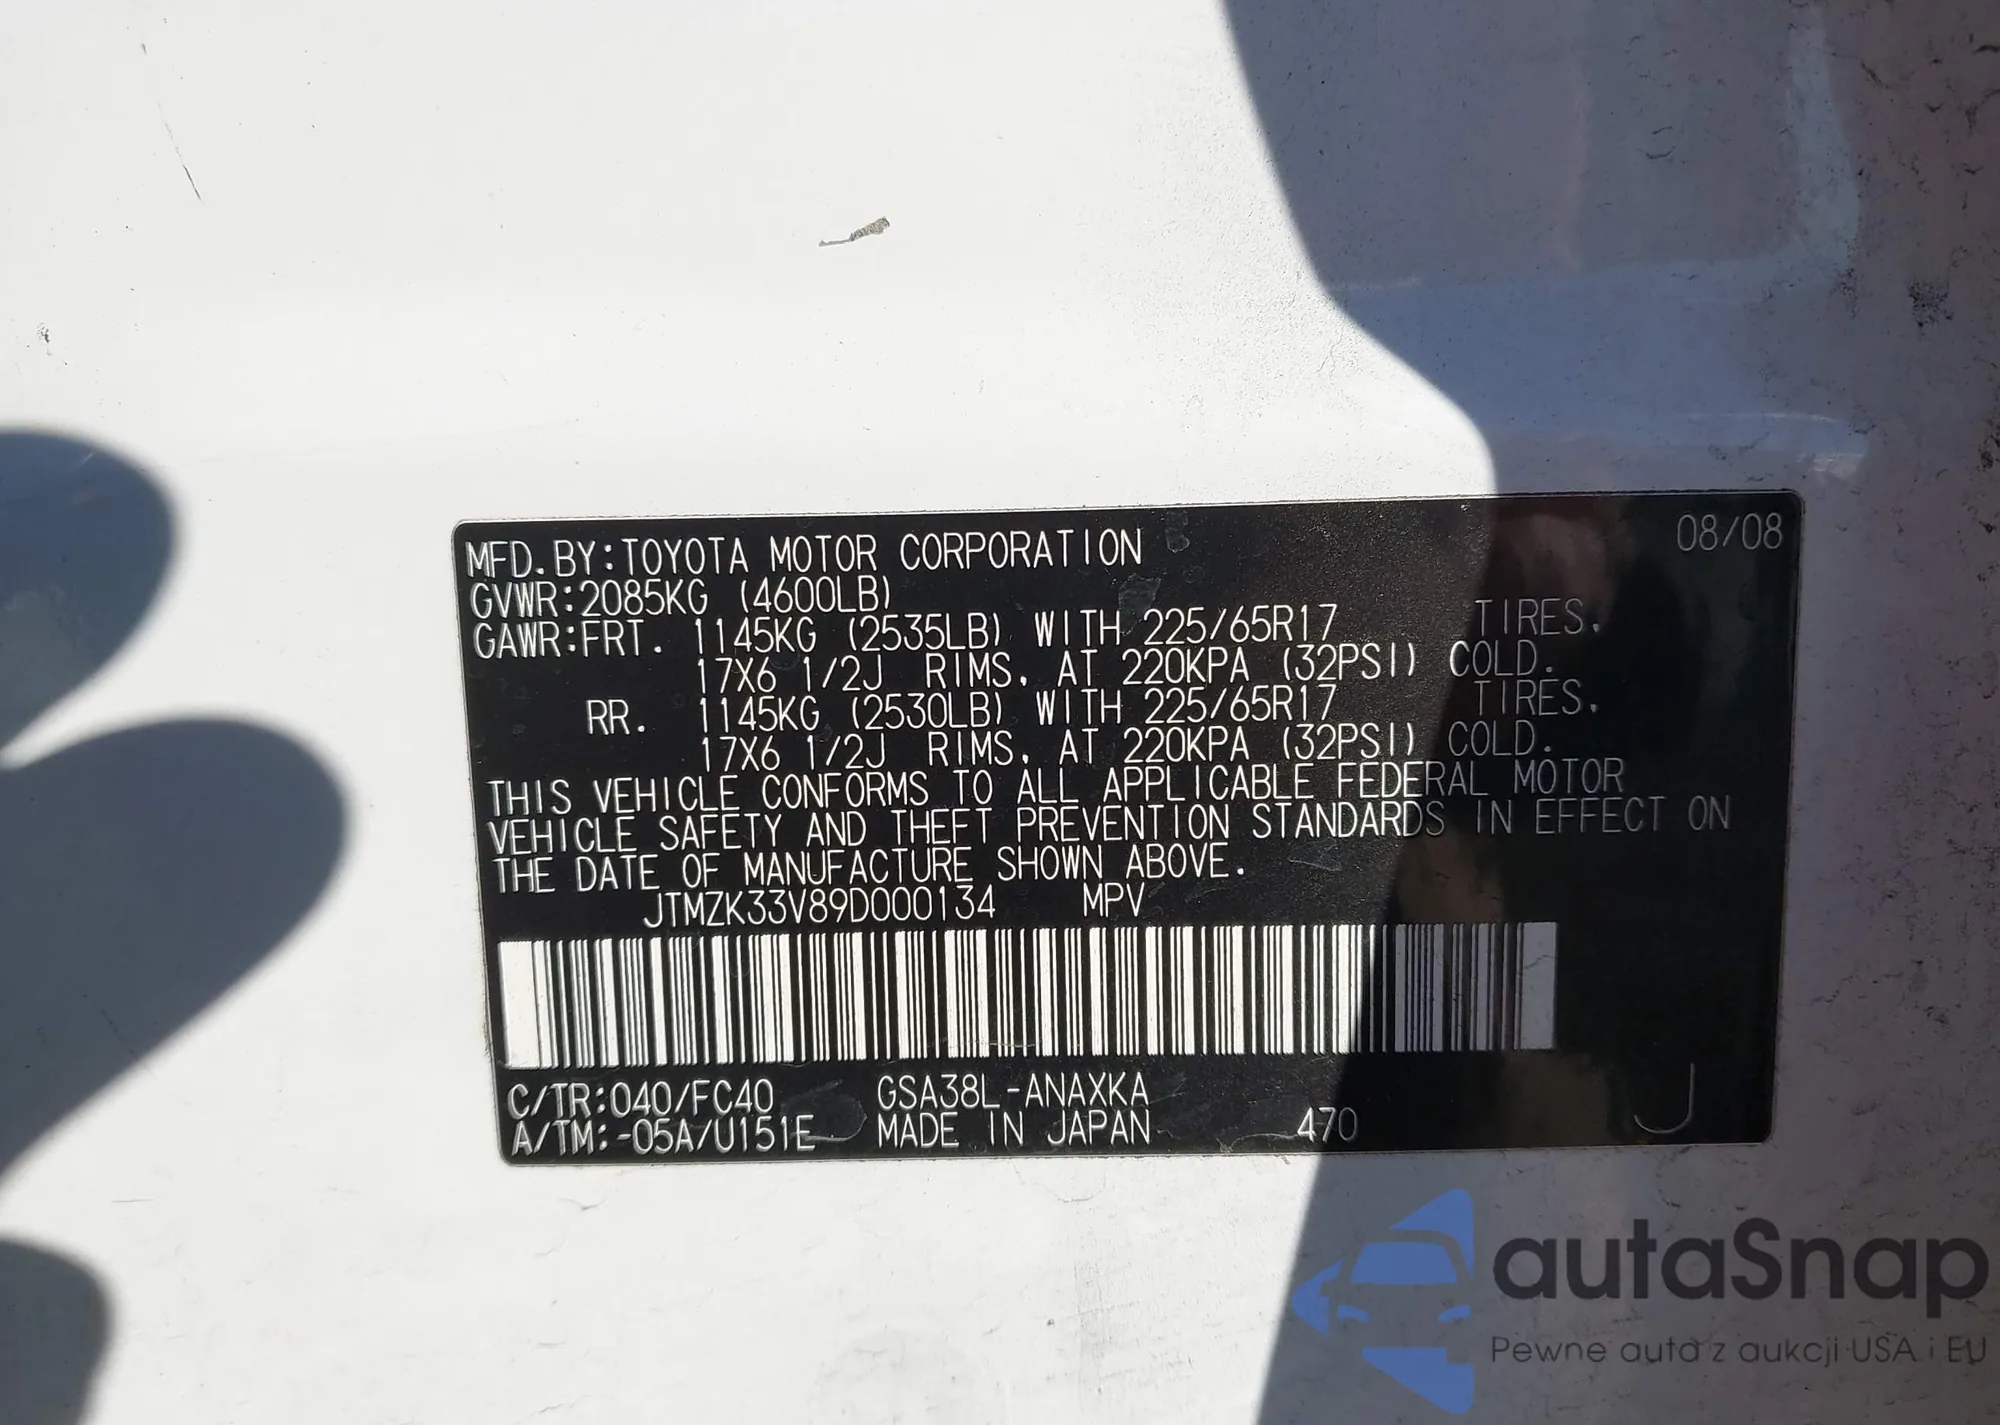 08/08
MFD.BY:TOYOTA MOTOR CORPORATION
GVWR:2085KG (4600LB)
GAWR:FRT. 1145KG (2535LB) WITH 225/65R17 TIRES.
17X6 1/2J RIMS, AT 220KPA (32PSI) COLD.
RR. 1145KG (2530LB) WITH 225/65R17 TIRES.
17X6 1/2J RIMS, AT 220KPA (32PSI) COLD.
THIS VEHICLE CONFORMS TO ALL APPLICABLE FEDERAL MOTOR
VEHICLE SAFETY AND THEFT PREVENTION STANDARDS IN EFFECT ON
THE DATE OF MANUFACTURE SHOWN ABOVE.
JTMZK33V89D000134 MPV
C/TR:040/FC40 GSA38L-ANAXKA
A/TM:-05A/U151E MADE IN JAPAN 470 J
autaSnap
Pewne auta z aukcji USA i EU